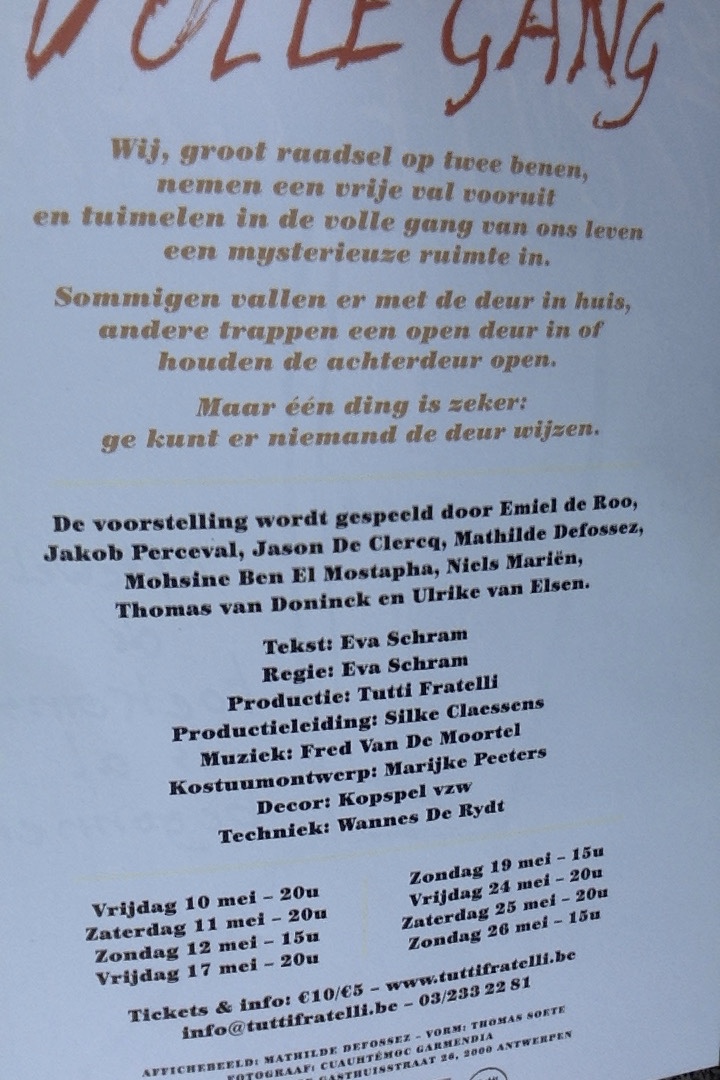 VOLLE GANG
Wij, groot raadsel op twee benen,
nemen een vrije val vooruit
en tuimelen in de volle gang van ons leven
een mysterieuze ruimte in.
Sommigen vallen er met de deur in huis,
andere trappen een open deur in of
houden de achterdeur open.
Maar één ding is zeker:
ge kunt er niemand de deur wijzen.
De voorstelling wordt gespeeld door Emiel de Roo,
Jakob Perceval, Jason De Clercq, Mathilde Defossez,
Mohsine Ben El Mostapha, Niels Mariën,
Thomas van Doninck en Ulrike van Elsen.
Tekst: Eva Schram
Regie: Eva Schram
Productie: Tutti Fratelli
Productieleiding: Silke Claessens
Muziek: Fred Van De Moortel
Kostuumontwerp: Marijke Peeters
Decor: Kopspel vzw
Techniek: Wannes De Rydt
Vrijdag 10 mei – 20u
Zaterdag 11 mei – 20u
Zondag 12 mei – 15u
Vrijdag 17 mei – 20u
Zondag 19 mei – 15u
Vrijdag 24 mei – 20u
Zaterdag 25 mei – 20u
Zondag 26 mei – 15u
Tickets & info: €10/€5 – www.tuttifratelli.be
info@tuttifratelli.be – 03/233 22 81
AFFICHEBEELD: MATHILDE DEFOSSEZ – VORM: THOMAS SOETE
FOTOGRAAF: CUAUHTÉMOC GARMENDIA
GASTHUISSTRAAT 26, 2000 ANTWERPEN